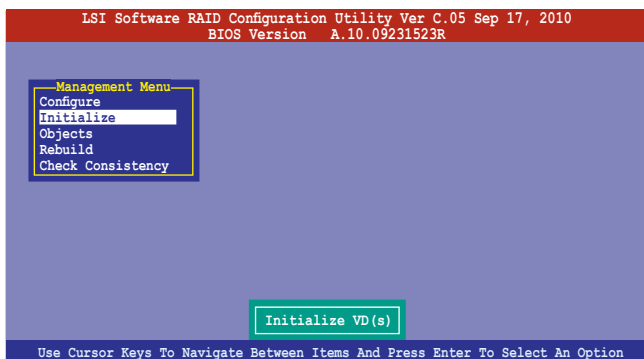 LSI Software RAID Configuration Utility Ver C.05 Sep 17, 2010
BIOS Version A.10.09231523R
Management Menu
Configure
Initialize
Objects
Rebuild
Check Consistency
Initialize VD(s)
Use Cursor Keys To Navigate Between Items And Press Enter To Select An Option